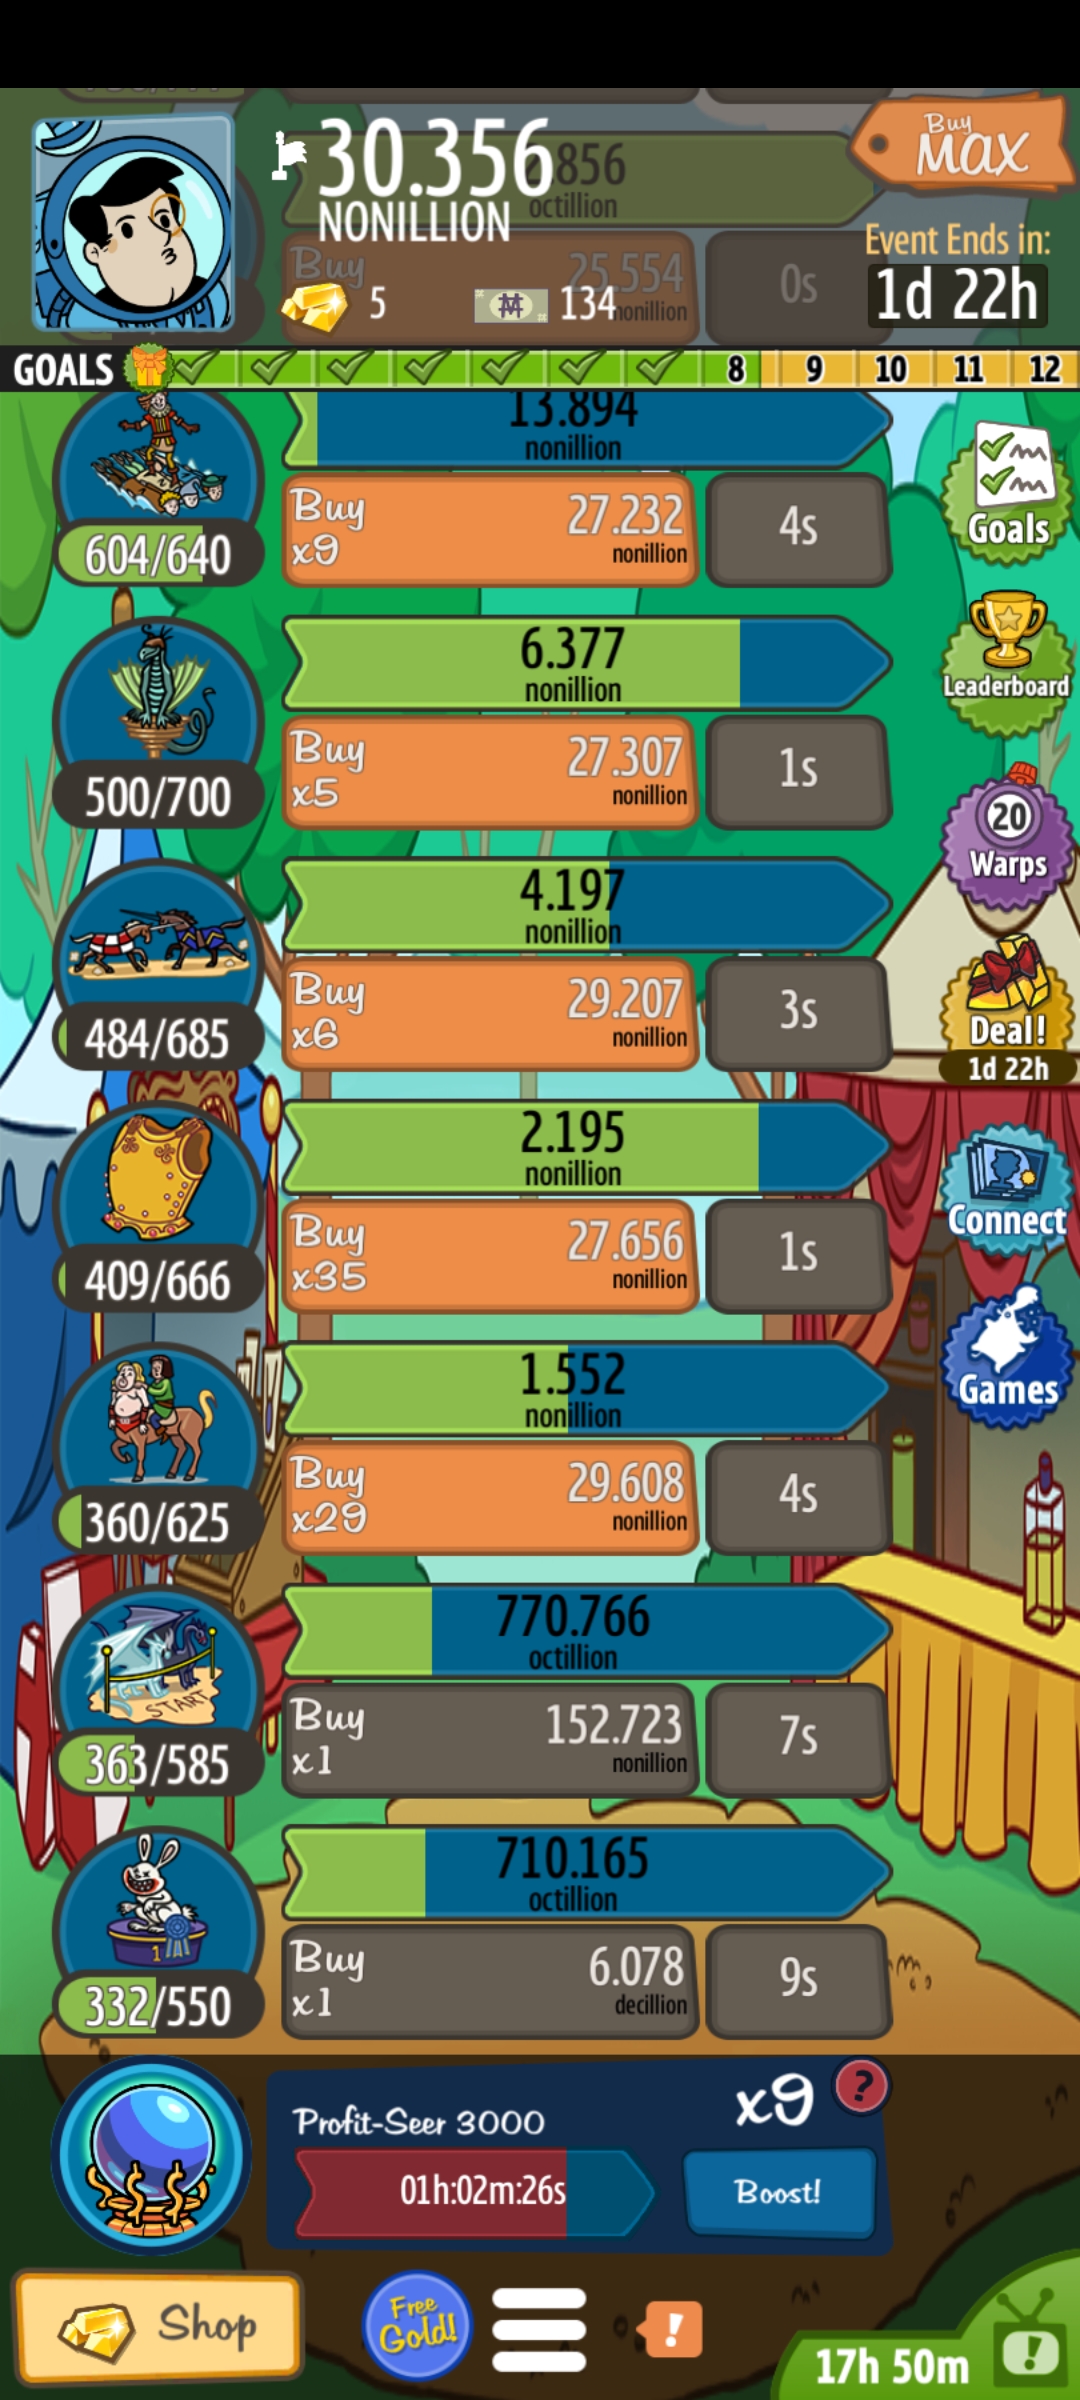 30.356
NONILLION
.856
octillion
Buy
25.554
nonillion
0s
5
134
Buy
MAX
Event Ends in:
1d 22h
GOALS
8 9 10 11 12
13.894
nonillion
604/640
Buy
x9
27.232
nonillion
4s
Goals
6.377
nonillion
500/700
Buy
x5
27.307
nonillion
1s
Leaderboard
20
Warps
4.197
nonillion
484/685
Buy
x6
29.207
nonillion
3s
Deal!
1d 22h
2.195
nonillion
409/666
Buy
x35
27.656
nonillion
1s
Connect
1.552
nonillion
360/625
Buy
x29
29.608
nonillion
4s
Games
START
770.766
octillion
363/585
Buy
x1
152.723
nonillion
7s
1
710.165
octillion
332/550
Buy
x1
6.078
decillion
9s
Profit-Seer 3000
x9
?
01h:02m:26s
Boost!
Shop
Free
Gold!
!
17h 50m
!